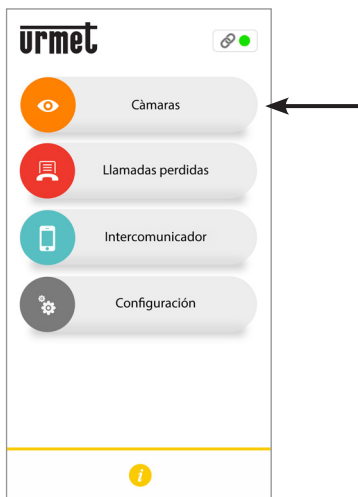 urmet
Càmaras
Llamadas perdidas
Intercomunicador
Configuración
i